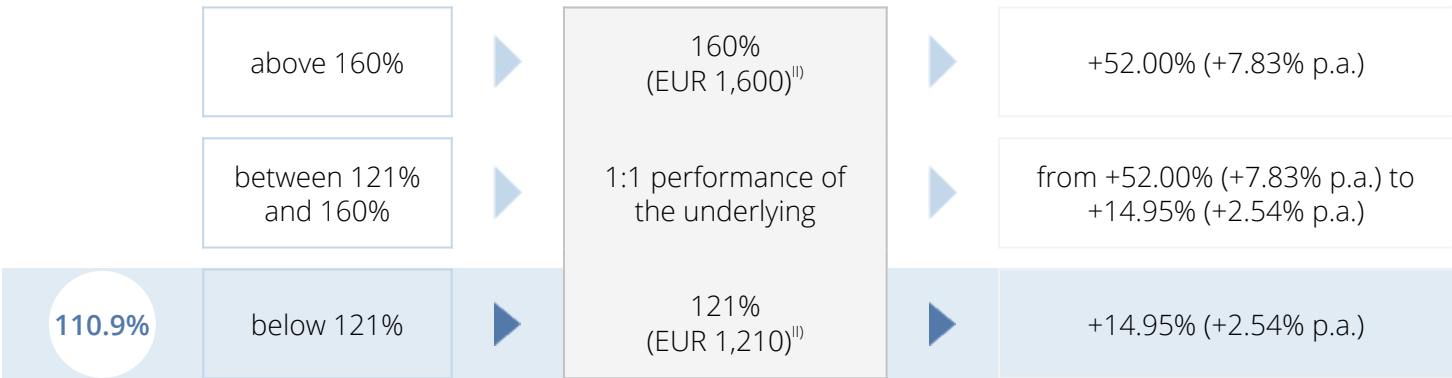 above 160%
160%
(EUR 1,600)II)
+52.00% (+7.83% p.a.)
between 121%
and 160%
1:1 performance of
the underlying
from +52.00% (+7.83% p.a.) to
+14.95% (+2.54% p.a.)
110.9%
below 121%
121%
(EUR 1,210)II)
+14.95% (+2.54% p.a.)